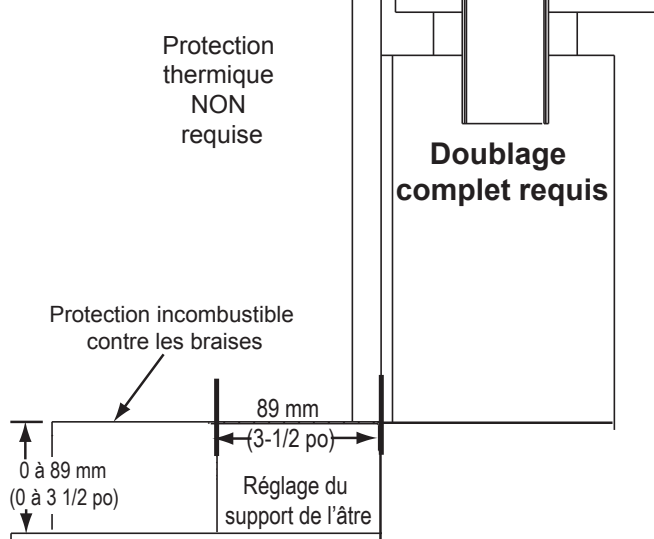 Protection
thermique
NON
requise
Doublage
complet requis
Protection incombustible
contre les braises
89 mm
(3-1/2 po)
0 à 89 mm
(0 à 3 1/2 po)
Réglage du
support de l’âtre